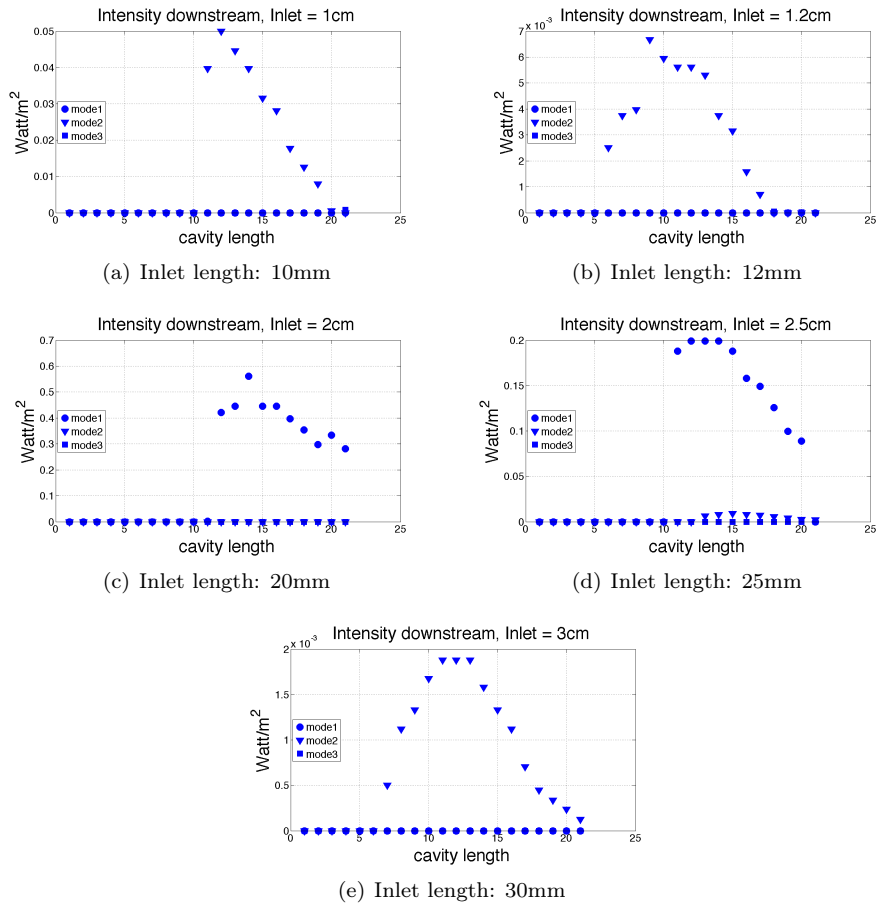 Intensity downstream, Inlet = 1cm
Watt/m²
0.05
0.04
0.03
0.02
0.01
0
mode1
mode2
mode3
0 5 10 15 20 25
cavity length
(a) Inlet length: 10mm
Intensity downstream, Inlet = 1.2cm
x 10⁻³
Watt/m²
7
6
5
4
3
2
1
0
mode1
mode2
mode3
0 5 10 15 20 25
cavity length
(b) Inlet length: 12mm
Intensity downstream, Inlet = 2cm
Watt/m²
0.7
0.6
0.5
0.4
0.3
0.2
0.1
0
mode1
mode2
mode3
0 5 10 15 20 25
cavity length
(c) Inlet length: 20mm
Intensity downstream, Inlet = 2.5cm
Watt/m²
0.2
0.15
0.1
0.05
0
mode1
mode2
mode3
0 5 10 15 20 25
cavity length
(d) Inlet length: 25mm
Intensity downstream, Inlet = 3cm
x 10⁻³
Watt/m²
2
1.5
1
0.5
0
mode1
mode2
mode3
0 5 10 15 20 25
cavity length
(e) Inlet length: 30mm